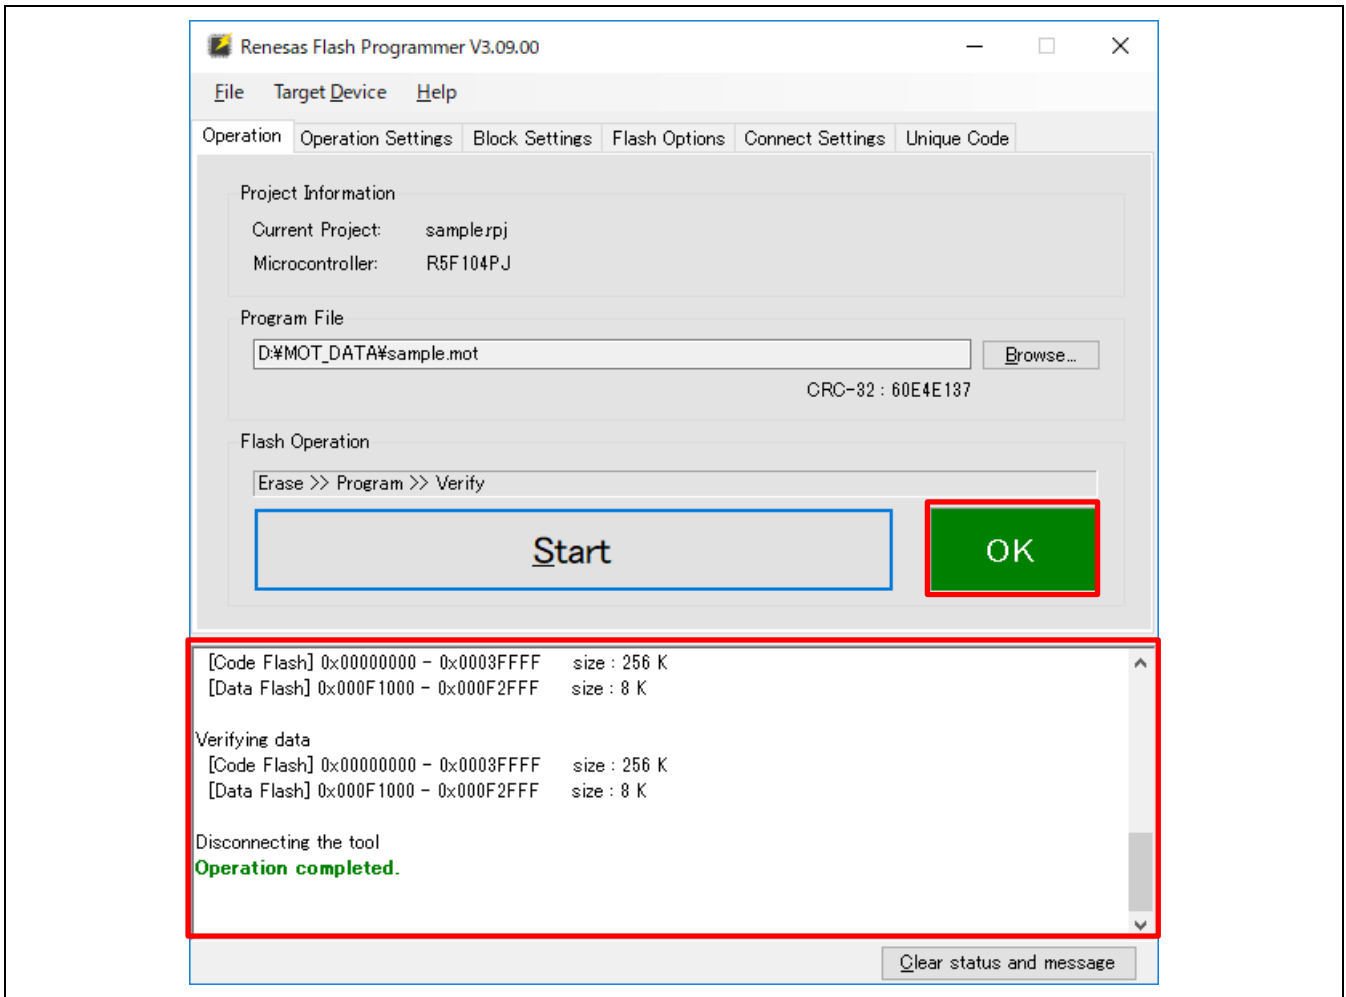 Renesas Flash Programmer V3.09.00
File Target Device Help
Operation Operation Settings Block Settings Flash Options Connect Settings Unique Code
Project Information
Current Project: sample.rpj
Microcontroller: R5F104PJ
Program File
D:¥MOT_DATA¥sample.mot
Browse...
CRC-32 : 60E4E137
Flash Operation
Erase >> Program >> Verify
Start
OK
[Code Flash] 0x00000000 - 0x0003FFFF size : 256 K
[Data Flash] 0x000F1000 - 0x000F2FFF size : 8 K
Verifying data
[Code Flash] 0x00000000 - 0x0003FFFF size : 256 K
[Data Flash] 0x000F1000 - 0x000F2FFF size : 8 K
Disconnecting the tool
Operation completed.
Clear status and message